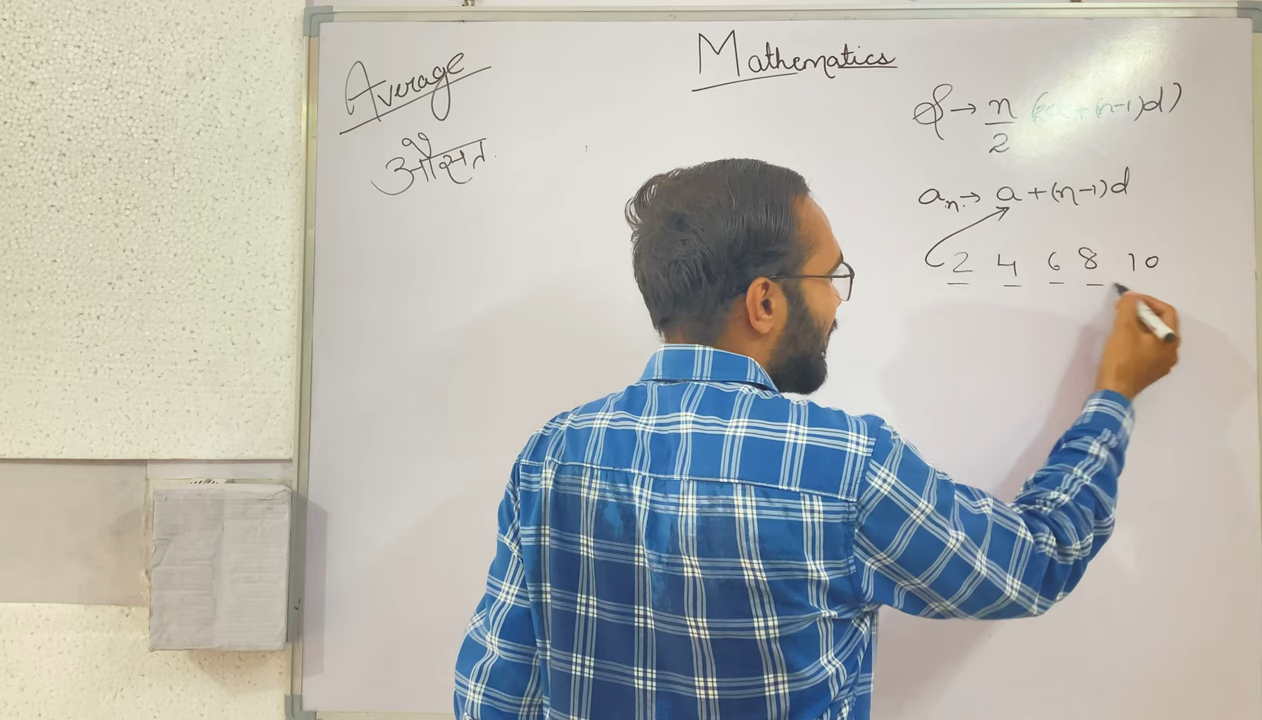 Average
औसत
Mathematics
S → n/2 (2a+(n-1)d)
aₙ → a+(n-1)d
2 4 6 8 10